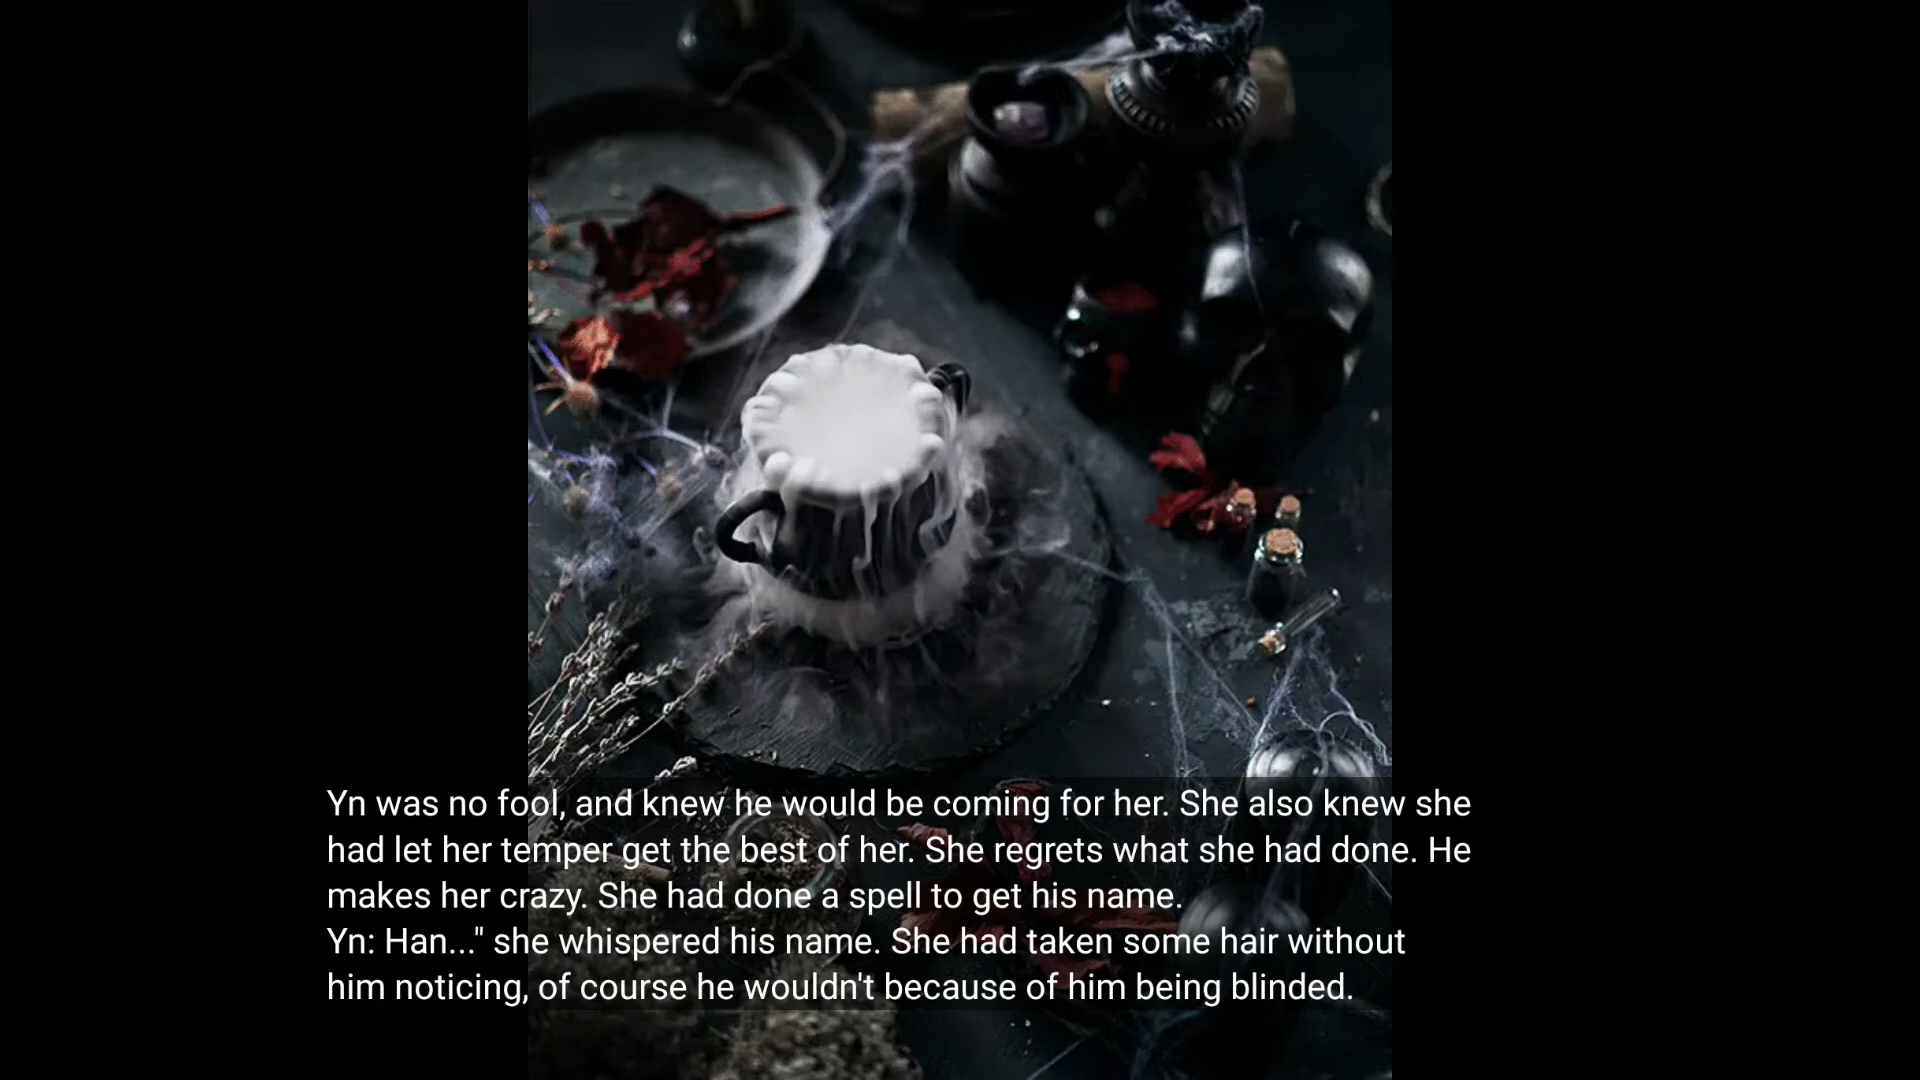 Yn was no fool, and knew he would be coming for her. She also knew she
had let her temper get the best of her. She regrets what she had done. He
makes her crazy. She had done a spell to get his name.
Yn: Han..." she whispered his name. She had taken some hair without
him noticing, of course he wouldn't because of him being blinded.